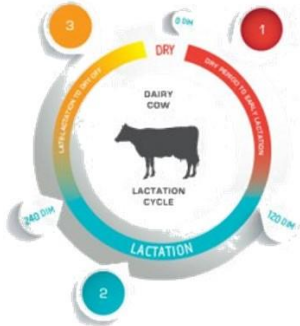 3
0 DIM
1
DRY
DRY PERIOD TO EARLY LACTATION
LATE LACTATION TO DRY OFF
DAIRY
COW
LACTATION
CYCLE
240 DIM
120 DIM
LACTATION
2